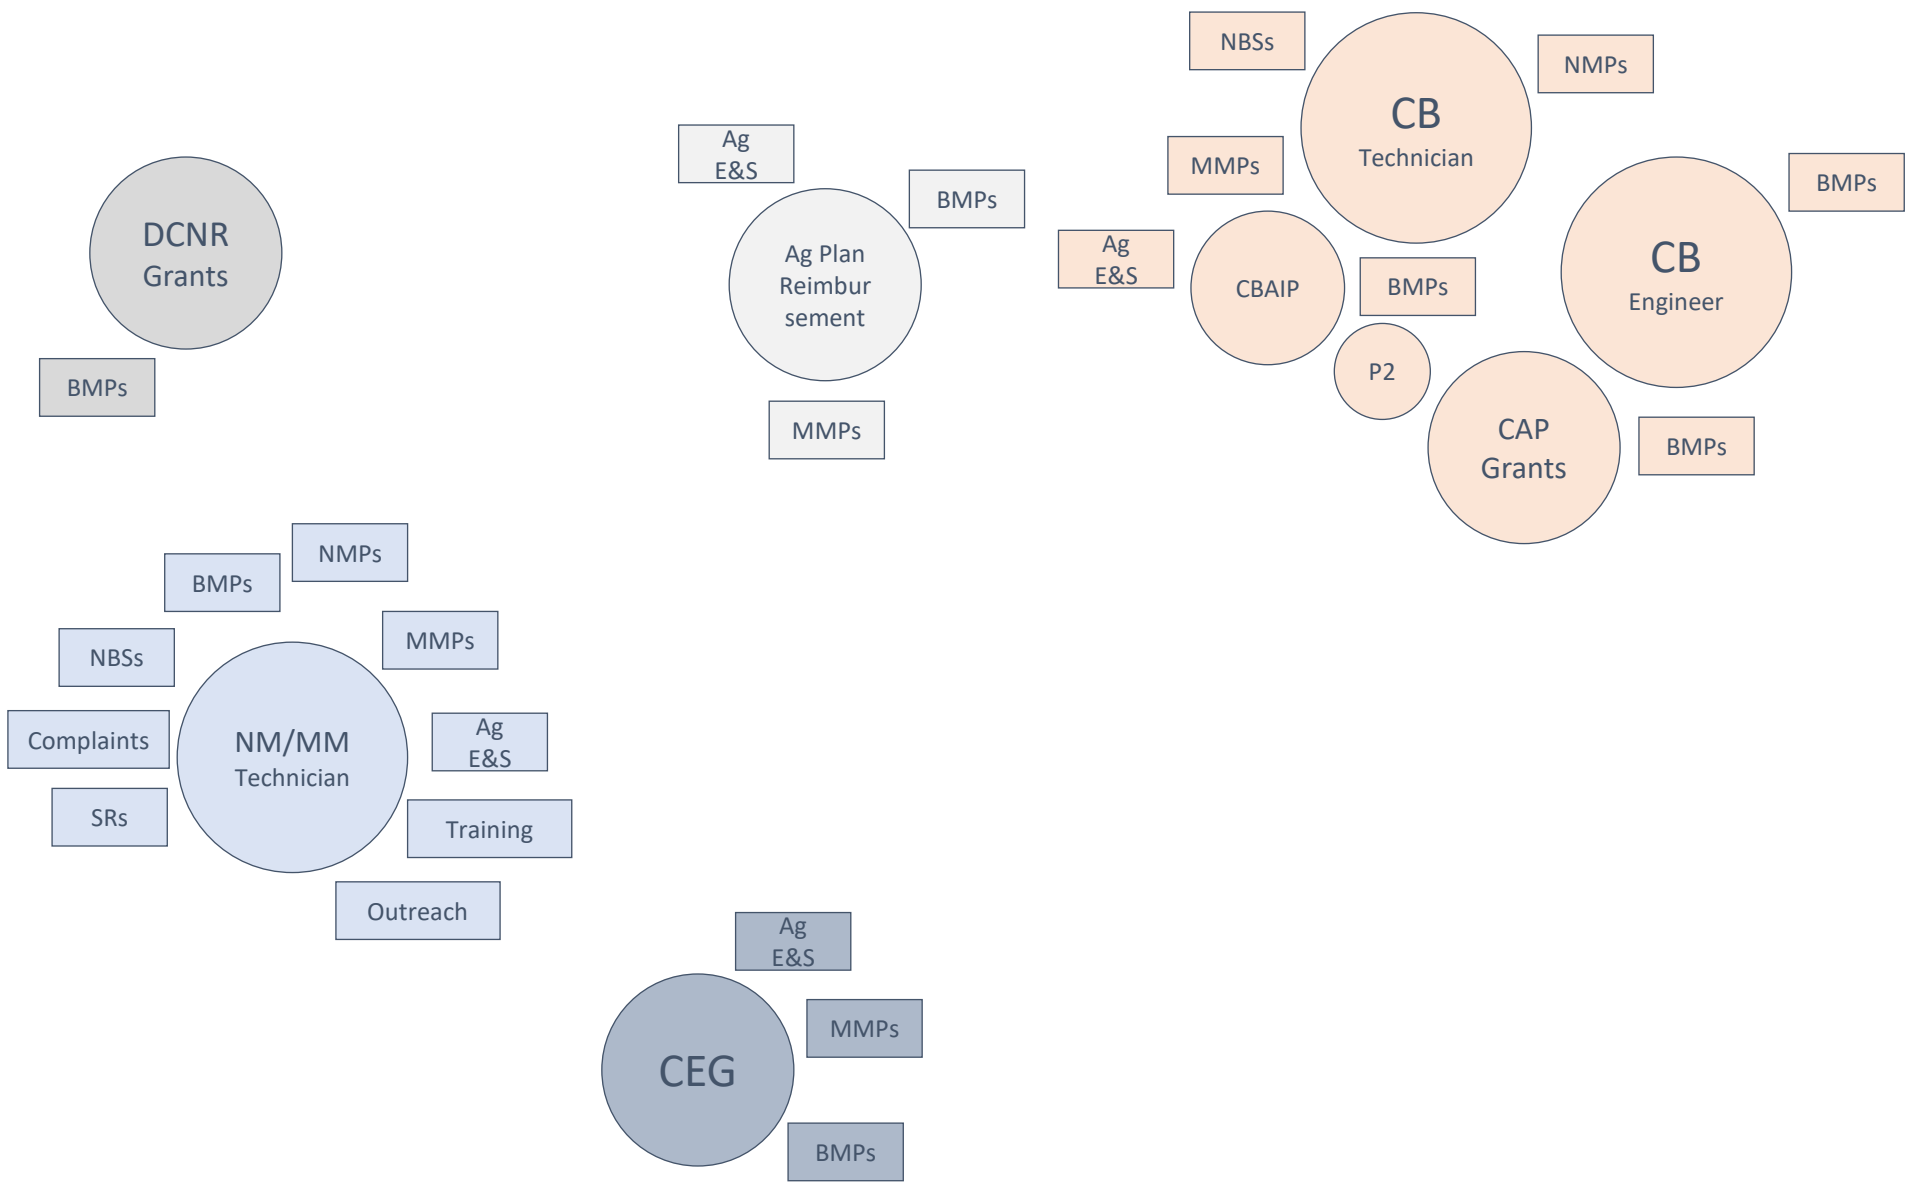 NBSs
CB
Technician
NMPs
MMPs
Ag
E&S
CBAIP
BMPs
P2
CB
Engineer
BMPs
CAP
Grants
BMPs
Ag
E&S
BMPs
Ag Plan
Reimbur
sement
MMPs
DCNR
Grants
BMPs
NMPs
BMPs
MMPs
NBSs
Complaints
NM/MM
Technician
Ag
E&S
SRs
Training
Outreach
Ag
E&S
MMPs
CEG
BMPs